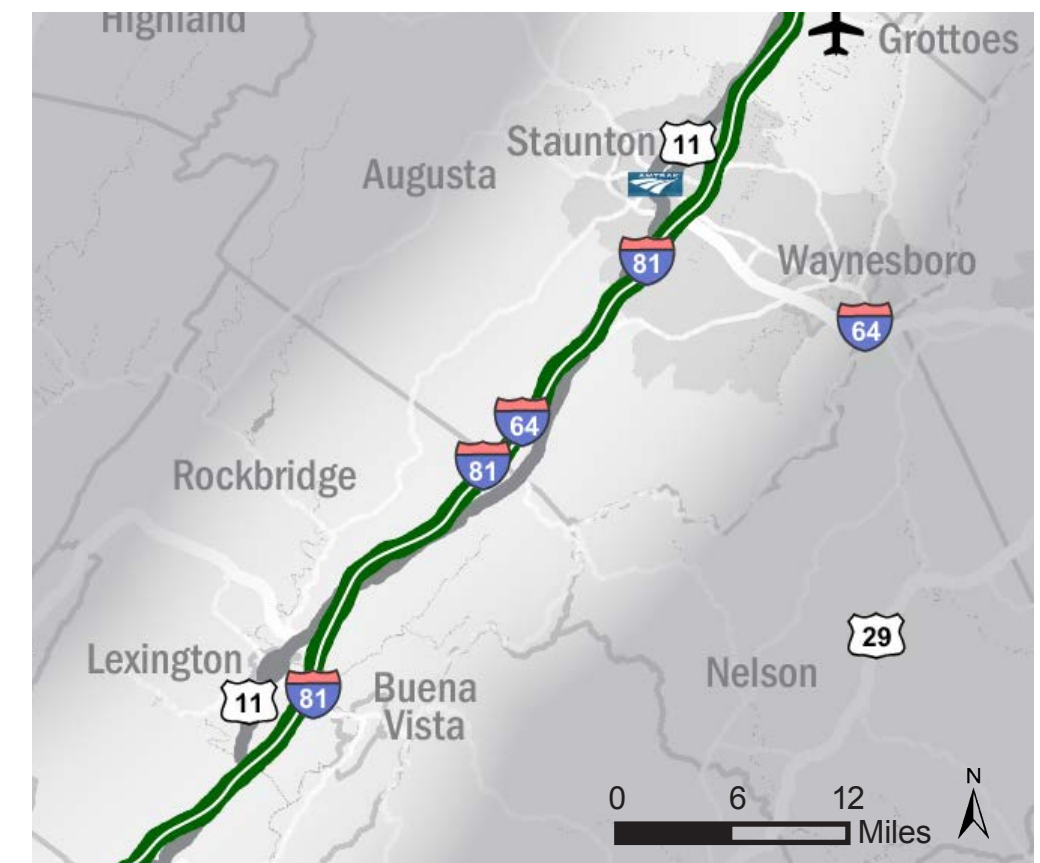 Highland
Grottoes
Staunton
11
AMTRAK
Augusta
81
Waynesboro
64
64
81
Rockbridge
29
Lexington
11
81
Buena
Vista
Nelson
0 6 12
Miles
N